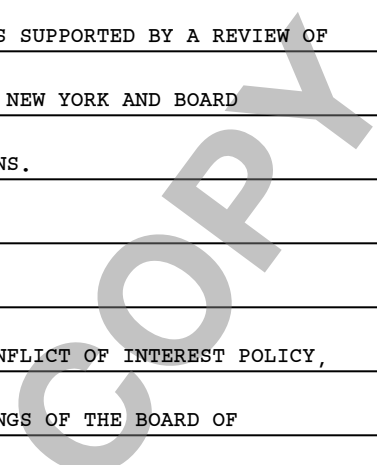 S SUPPORTED BY A REVIEW OF
NEW YORK AND BOARD
NS.
NFLICT OF INTEREST POLICY,
NGS OF THE BOARD OF
COPY